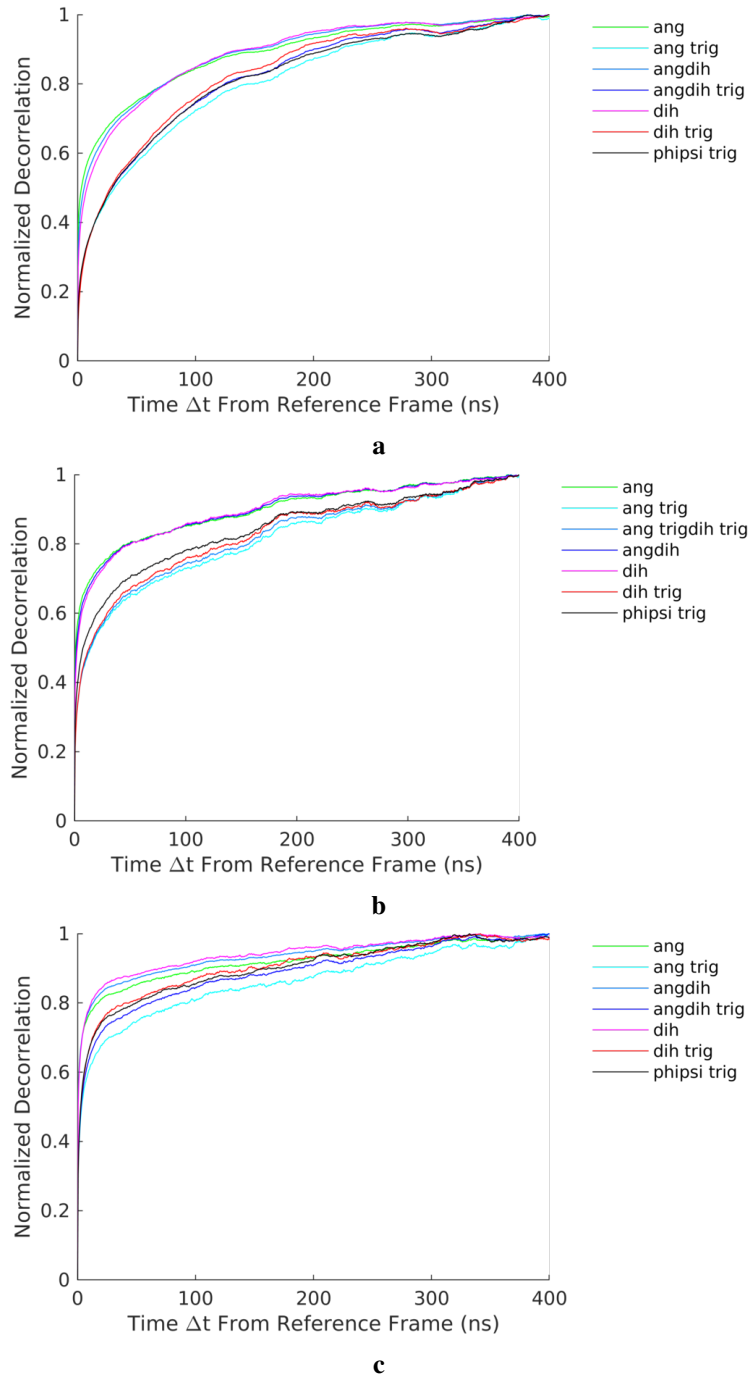 1
0.8
0.6
0.4
0.2
0
Normalized Decorrelation
0 100 200 300 400
Time Δt From Reference Frame (ns)
ang
ang trig
angdih
angdih trig
dih
dih trig
phipsi trig
a
1
0.8
0.6
0.4
0.2
0
Normalized Decorrelation
0 100 200 300 400
Time Δt From Reference Frame (ns)
ang
ang trig
ang trigdih trig
angdih
dih
dih trig
phipsi trig
b
1
0.8
0.6
0.4
0.2
0
Normalized Decorrelation
0 100 200 300 400
Time Δt From Reference Frame (ns)
ang
ang trig
angdih
angdih trig
dih
dih trig
phipsi trig
c